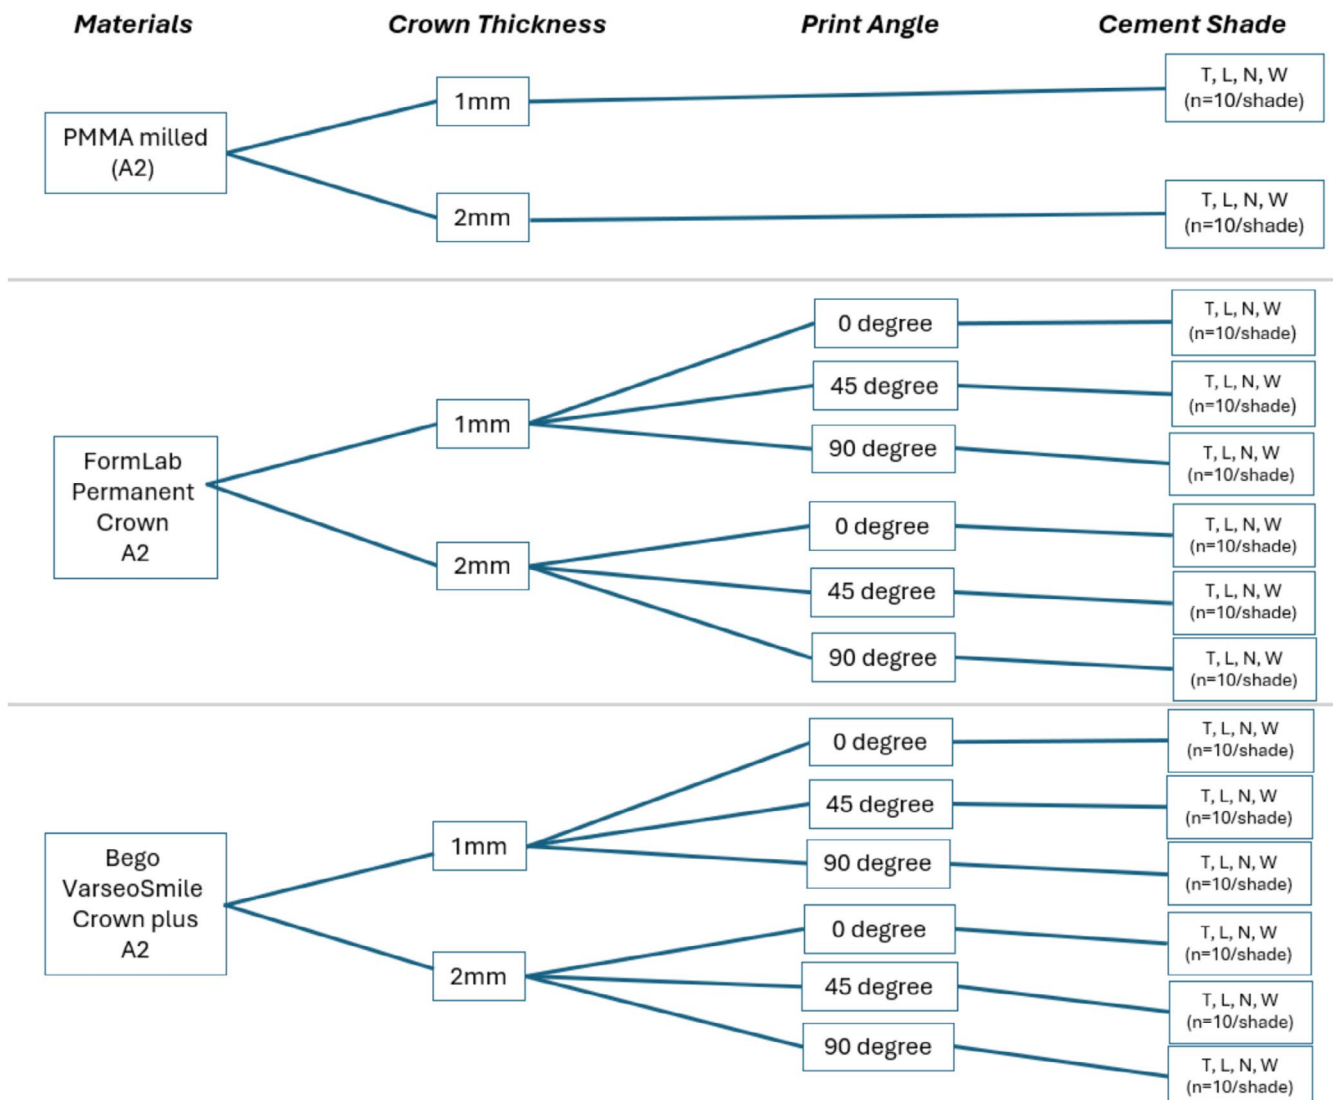 Materials Crown Thickness Print Angle Cement Shade
PMMA milled
(A2)
1mm
T, L, N, W
(n=10/shade)
2mm
T, L, N, W
(n=10/shade)
FormLab
Permanent
Crown
A2
1mm
0 degree
T, L, N, W
(n=10/shade)
45 degree
T, L, N, W
(n=10/shade)
90 degree
T, L, N, W
(n=10/shade)
2mm
0 degree
T, L, N, W
(n=10/shade)
45 degree
T, L, N, W
(n=10/shade)
90 degree
T, L, N, W
(n=10/shade)
Bego
VarseoSmile
Crown plus
A2
1mm
0 degree
T, L, N, W
(n=10/shade)
45 degree
T, L, N, W
(n=10/shade)
90 degree
T, L, N, W
(n=10/shade)
2mm
0 degree
T, L, N, W
(n=10/shade)
45 degree
T, L, N, W
(n=10/shade)
90 degree
T, L, N, W
(n=10/shade)